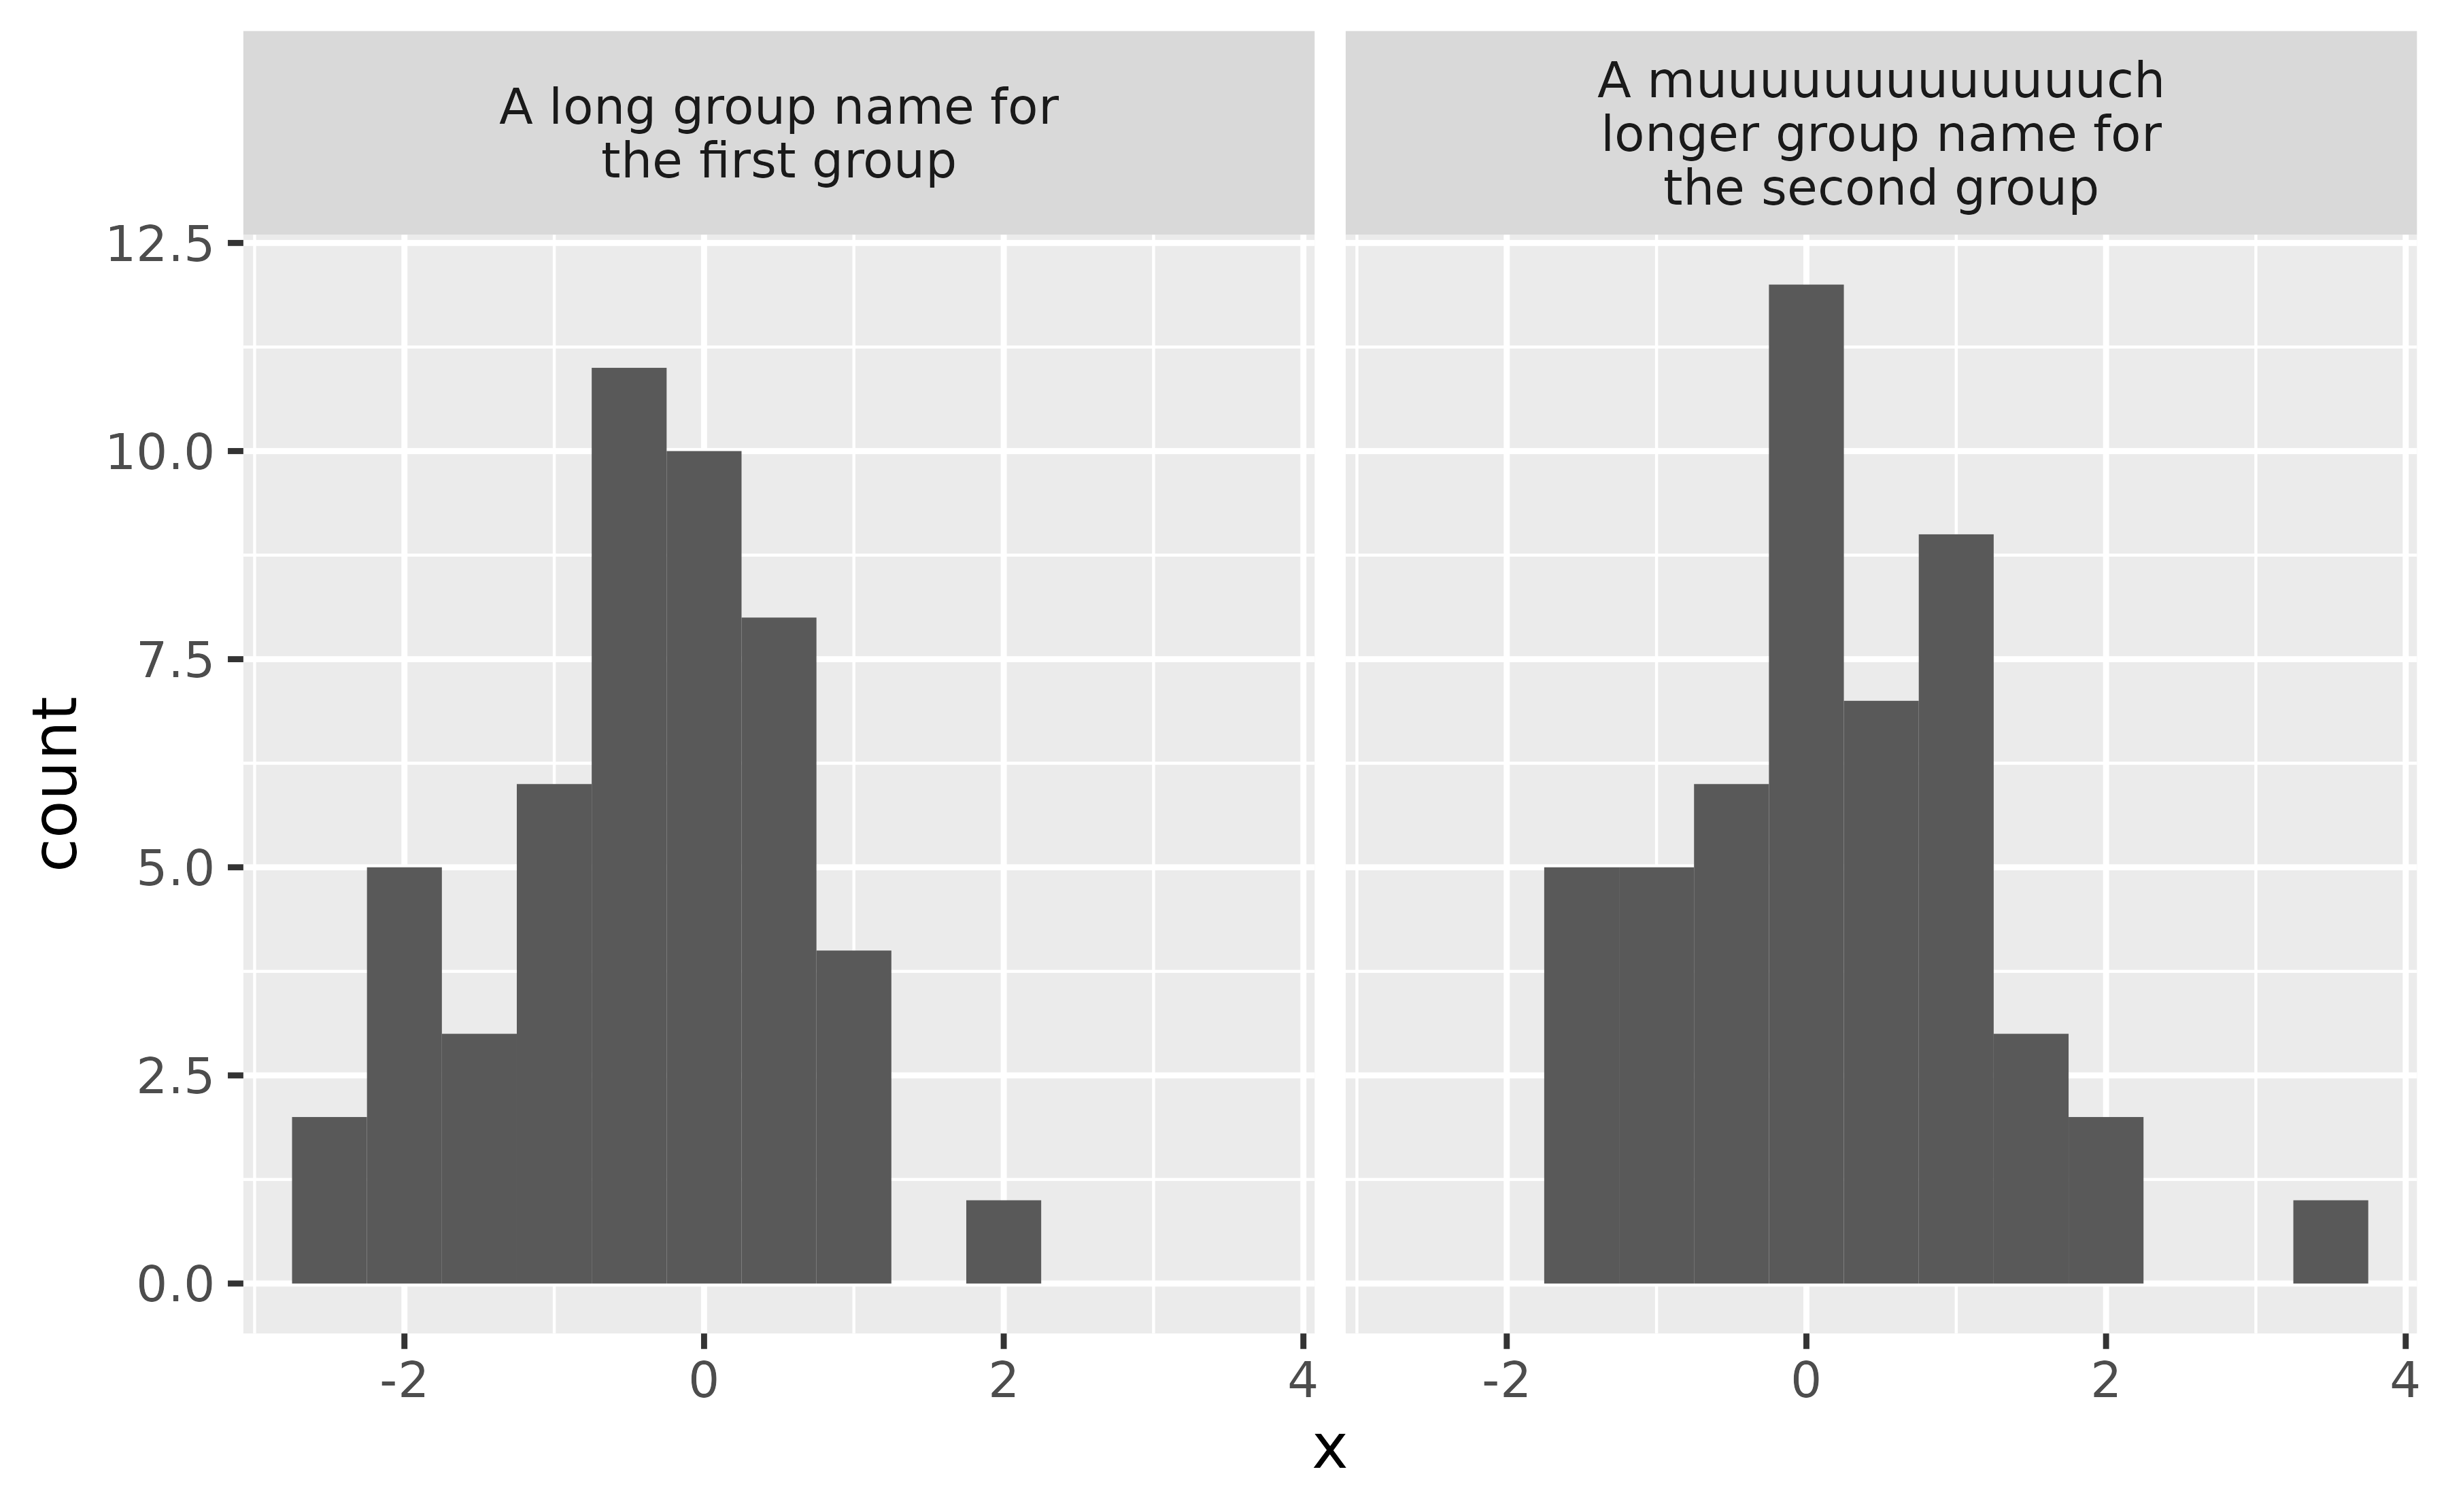 A long group name for
the first group
A muuuuuuuuuuuuuuch
longer group name for
the second group
12.5
10.0
7.5
5.0
2.5
0.0
count
-2 0 2 4
-2 0 2 4
x